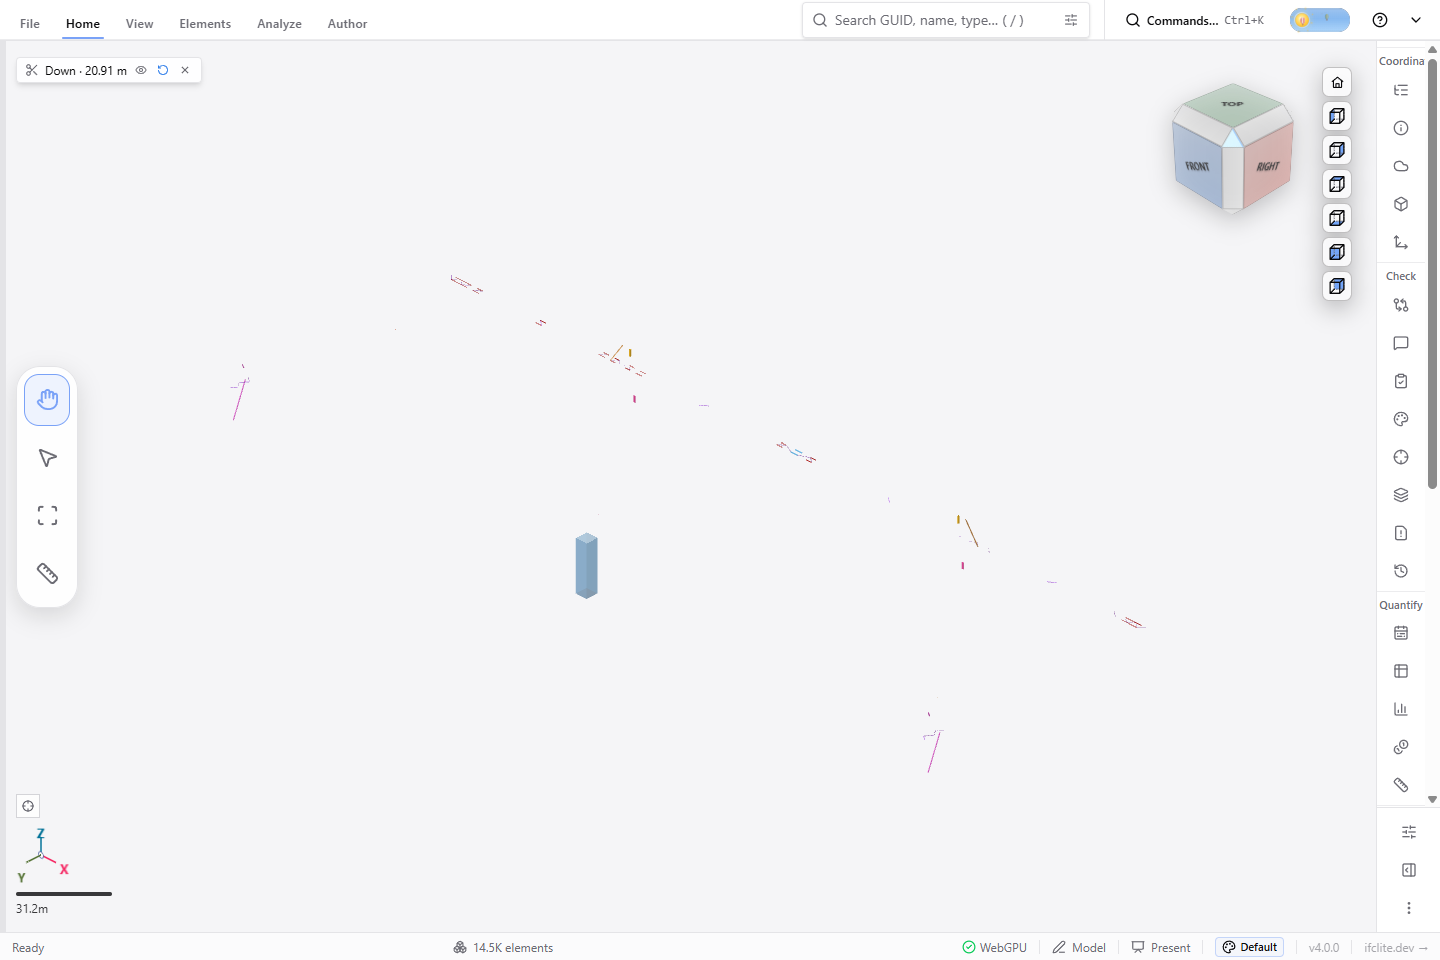 File
Home
View
Elements
Analyze
Author
Search GUID, name, type... ( / )
Commands...
Ctrl+K
Down · 20.91 m
TOP
FRONT
RIGHT
Coordina
Check
Quantify
Z
X
Y
31.2m
Ready
14.5K elements
WebGPU
Model
Present
Default
v4.0.0
ifclite.dev →